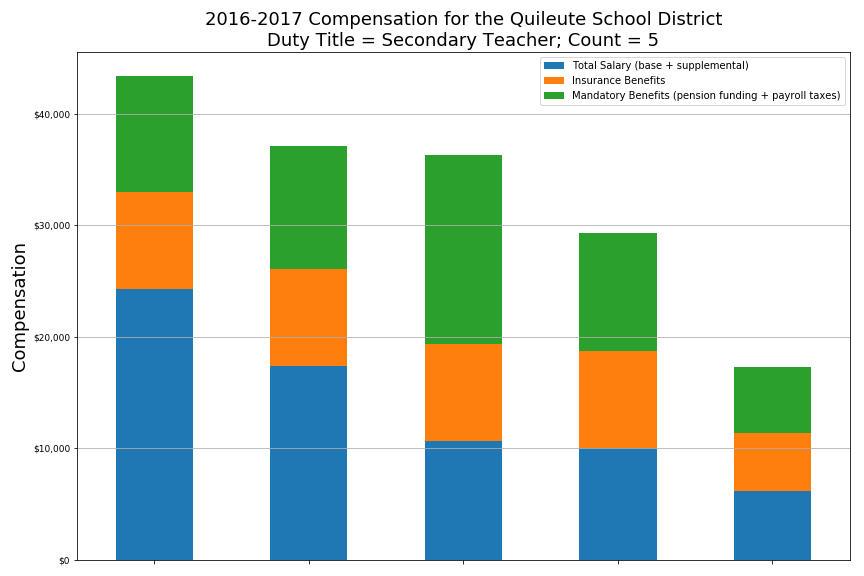 2016-2017 Compensation for the Quileute School District
Duty Title = Secondary Teacher; Count = 5
Total Salary (base + supplemental)
Insurance Benefits
Mandatory Benefits (pension funding + payroll taxes)
$40,000
$30,000
$20,000
$10,000
$0
Compensation